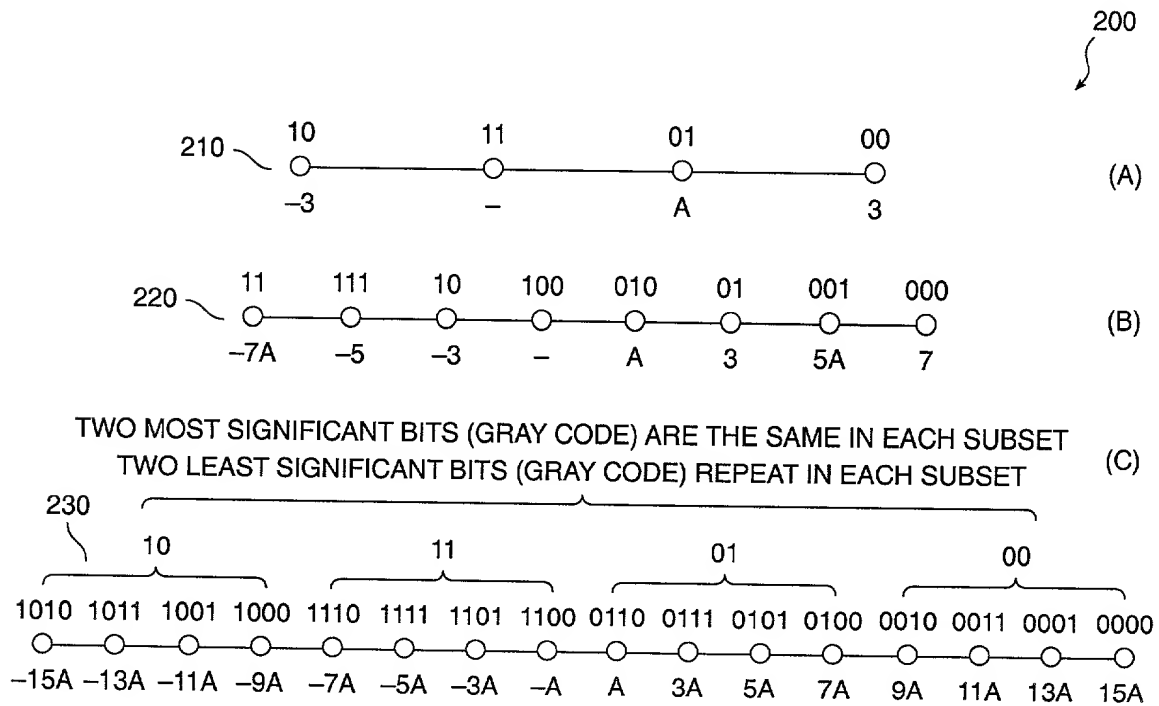 200
10 11 01 00
210
(A)
–3 – A 3
11 111 10 100 010 01 001 000
220
(B)
–7A –5 –3 – A 3 5A 7
TWO MOST SIGNIFICANT BITS (GRAY CODE) ARE THE SAME IN EACH SUBSET
(C)
TWO LEAST SIGNIFICANT BITS (GRAY CODE) REPEAT IN EACH SUBSET
230
10 11 01 00
1010 1011 1001 1000 1110 1111 1101 1100 0110 0111 0101 0100 0010 0011 0001 0000
–15A –13A –11A –9A –7A –5A –3A –A A 3A 5A 7A 9A 11A 13A 15A